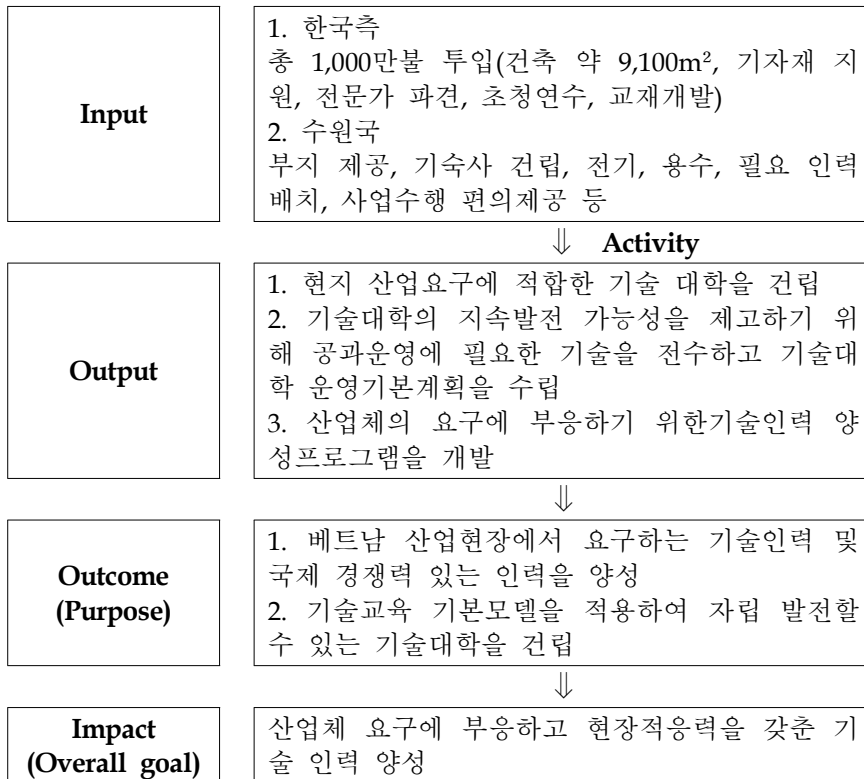 Input
1. 한국측
총 1,000만불 투입(건축 약 9,100m², 기자재 지
원, 전문가 파견, 초청연수, 교재개발)
2. 수원국
부지 제공, 기숙사 건립, 전기, 용수, 필요 인력
배치, 사업수행 편의제공 등
⇓ Activity
Output
1. 현지 산업요구에 적합한 기술 대학을 건립
2. 기술대학의 지속발전 가능성을 제고하기 위
해 공과운영에 필요한 기술을 전수하고 기술대
학 운영기본계획을 수립
3. 산업체의 요구에 부응하기 위한기술인력 양
성프로그램을 개발
⇓
Outcome
(Purpose)
1. 베트남 산업현장에서 요구하는 기술인력 및
국제 경쟁력 있는 인력을 양성
2. 기술교육 기본모델을 적용하여 자립 발전할
수 있는 기술대학을 건립
⇓
Impact
(Overall goal)
산업체 요구에 부응하고 현장적응력을 갖춘 기
술 인력 양성